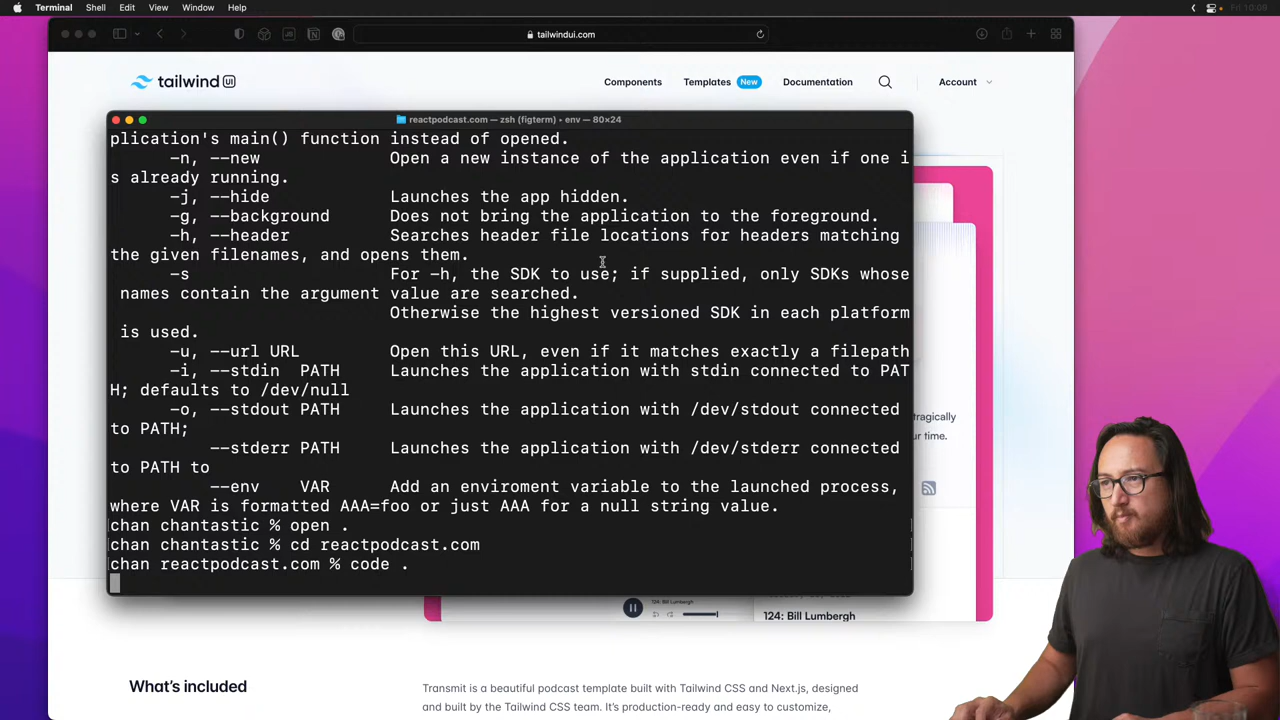 Terminal Shell Edit View Window Help
Fri 10:08
tailwindui.com
tailwind UI
Components Templates New Documentation Account
reactpodcast.com — zsh (figterm) ▸ env — 80×24
plication's main() function instead of opened.
-n, --new Open a new instance of the application even if one i
s already running.
-j, --hide Launches the app hidden.
-g, --background Does not bring the application to the foreground.
-h, --header Searches header file locations for headers matching
the given filenames, and opens them.
-s For -h, the SDK to use; if supplied, only SDKs whose
names contain the argument value are searched.
Otherwise the highest versioned SDK in each platform
is used.
-u, --url URL Open this URL, even if it matches exactly a filepath
-i, --stdin PATH Launches the application with stdin connected to PAT
H; defaults to /dev/null
-o, --stdout PATH Launches the application with /dev/stdout connected
to PATH;
--stderr PATH Launches the application with /dev/stderr connected
to PATH to
--env VAR Add an enviroment variable to the launched process,
where VAR is formatted AAA=foo or just AAA for a null string value.
chan chantastic % open .
chan chantastic % cd reactpodcast.com
chan reactpodcast.com % code .
tragically
ur time.
124: Bill Lumbergh
124: Bill Lumbergh
What's included
Transmit is a beautiful podcast template built with Tailwind CSS and Next.js, designed
and built by the Tailwind CSS team. It's production-ready and easy to customize,